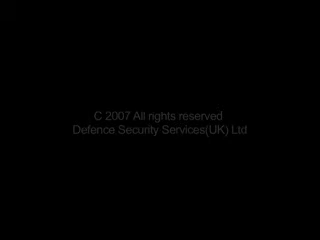 C 2007 All rights reserved
Defence Security Services(UK) Ltd